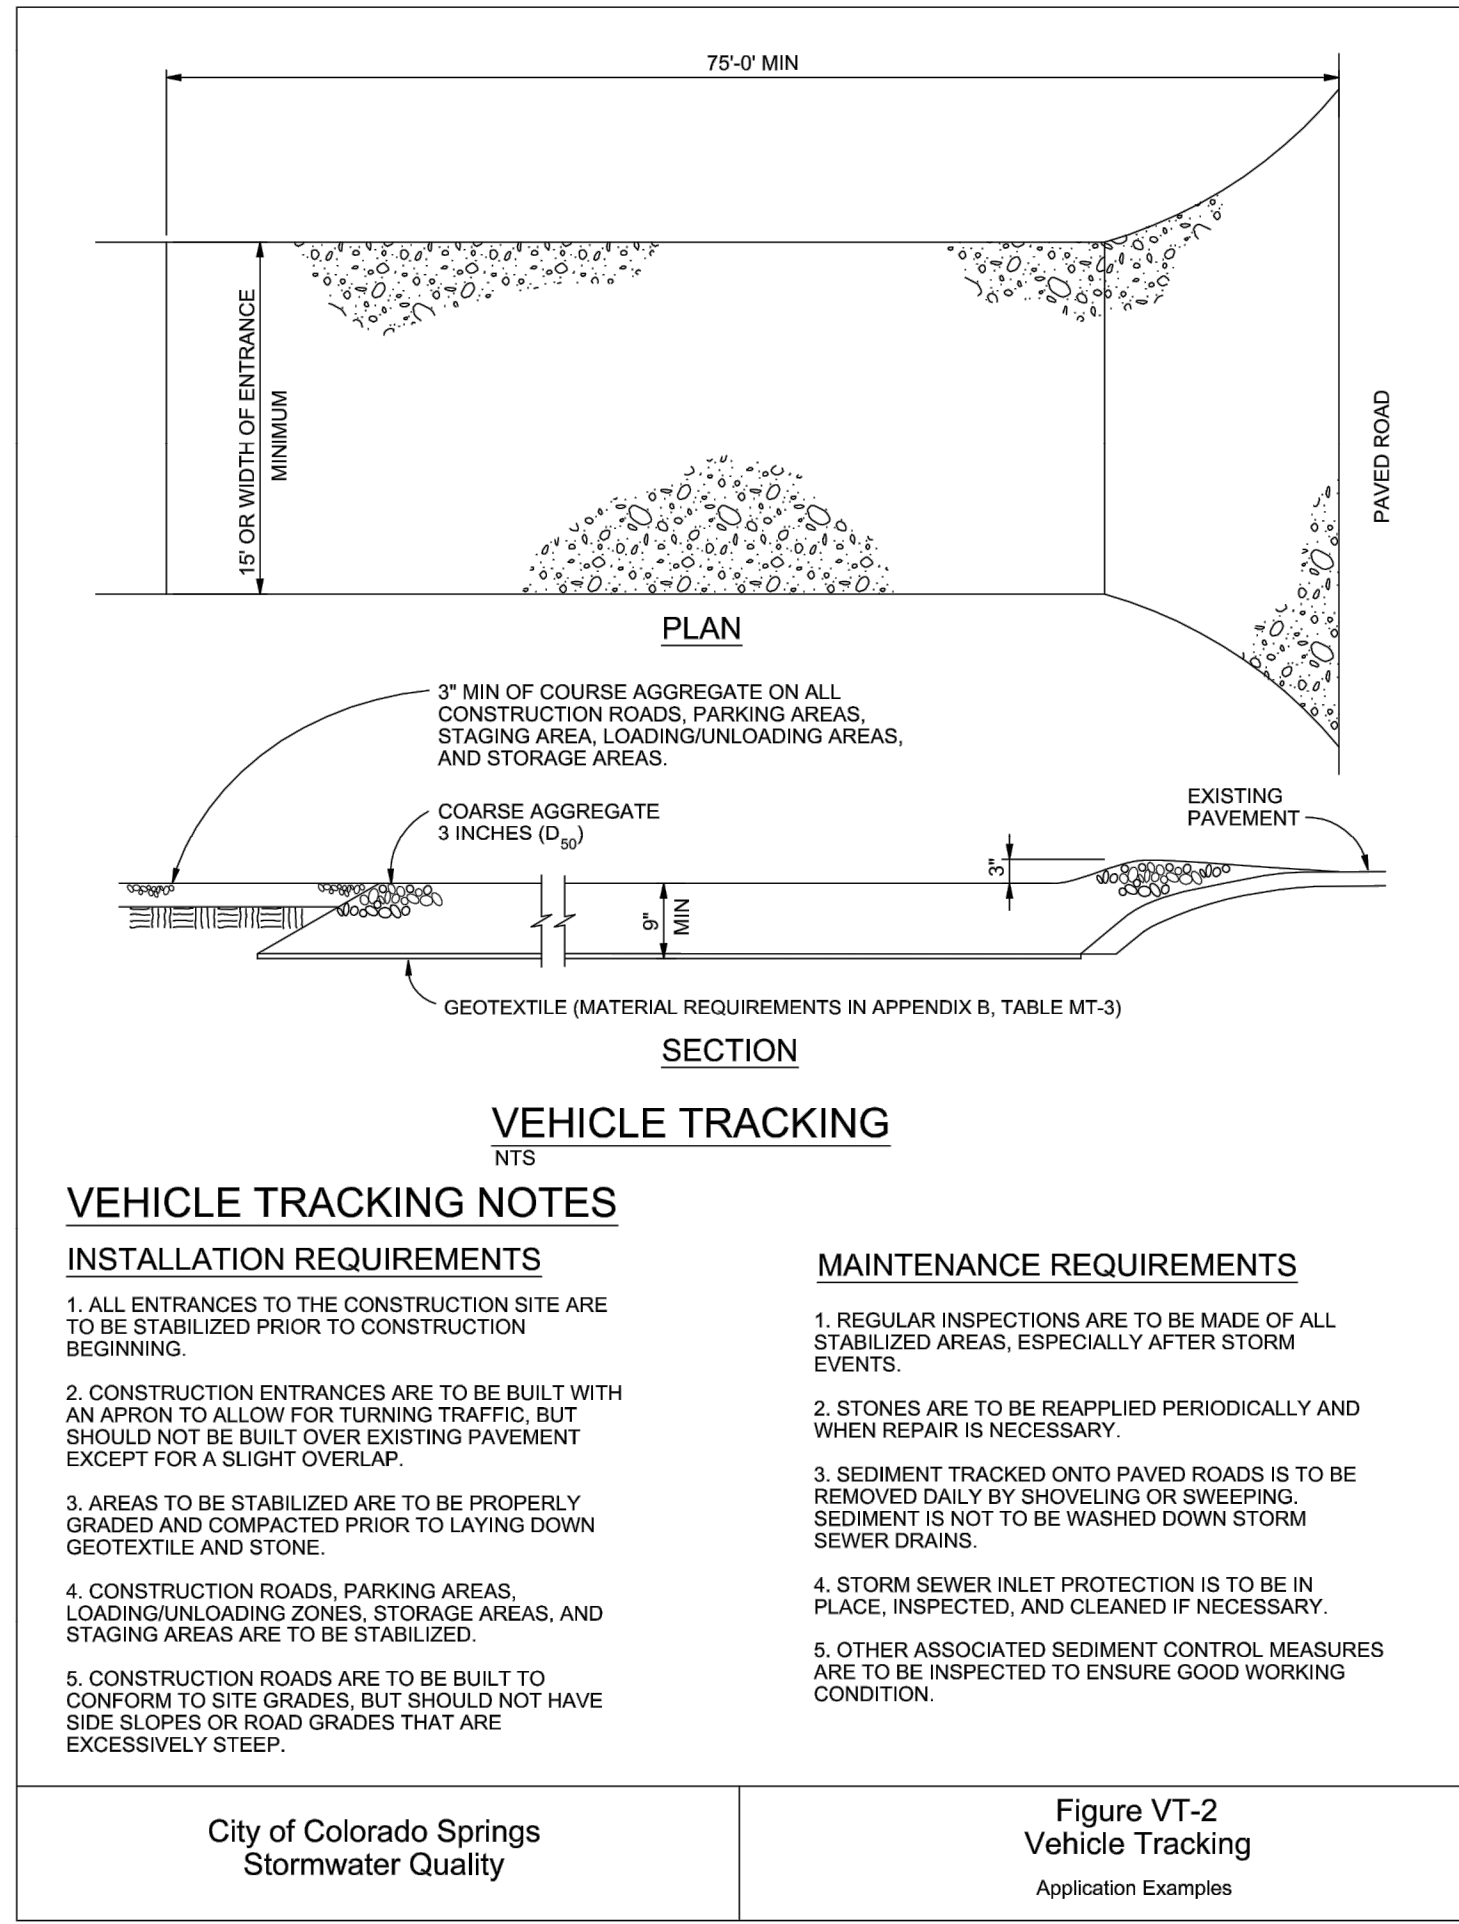 75'-0' MIN
15' OR WIDTH OF ENTRANCE
MINIMUM
PAVED ROAD
PLAN
3" MIN OF COURSE AGGREGATE ON ALL
CONSTRUCTION ROADS, PARKING AREAS,
STAGING AREA, LOADING/UNLOADING AREAS,
AND STORAGE AREAS.
COARSE AGGREGATE
3 INCHES (D50)
EXISTING
PAVEMENT
3"
9"
MIN
GEOTEXTILE (MATERIAL REQUIREMENTS IN APPENDIX B, TABLE MT-3)
SECTION
VEHICLE TRACKING
NTS
VEHICLE TRACKING NOTES
INSTALLATION REQUIREMENTS
1. ALL ENTRANCES TO THE CONSTRUCTION SITE ARE
TO BE STABILIZED PRIOR TO CONSTRUCTION
BEGINNING.
2. CONSTRUCTION ENTRANCES ARE TO BE BUILT WITH
AN APRON TO ALLOW FOR TURNING TRAFFIC, BUT
SHOULD NOT BE BUILT OVER EXISTING PAVEMENT
EXCEPT FOR A SLIGHT OVERLAP.
3. AREAS TO BE STABILIZED ARE TO BE PROPERLY
GRADED AND COMPACTED PRIOR TO LAYING DOWN
GEOTEXTILE AND STONE.
4. CONSTRUCTION ROADS, PARKING AREAS,
LOADING/UNLOADING ZONES, STORAGE AREAS, AND
STAGING AREAS ARE TO BE STABILIZED.
5. CONSTRUCTION ROADS ARE TO BE BUILT TO
CONFORM TO SITE GRADES, BUT SHOULD NOT HAVE
SIDE SLOPES OR ROAD GRADES THAT ARE
EXCESSIVELY STEEP.
MAINTENANCE REQUIREMENTS
1. REGULAR INSPECTIONS ARE TO BE MADE OF ALL
STABILIZED AREAS, ESPECIALLY AFTER STORM
EVENTS.
2. STONES ARE TO BE REAPPLIED PERIODICALLY AND
WHEN REPAIR IS NECESSARY.
3. SEDIMENT TRACKED ONTO PAVED ROADS IS TO BE
REMOVED DAILY BY SHOVELING OR SWEEPING.
SEDIMENT IS NOT TO BE WASHED DOWN STORM
SEWER DRAINS.
4. STORM SEWER INLET PROTECTION IS TO BE IN
PLACE, INSPECTED, AND CLEANED IF NECESSARY.
5. OTHER ASSOCIATED SEDIMENT CONTROL MEASURES
ARE TO BE INSPECTED TO ENSURE GOOD WORKING
CONDITION.
City of Colorado Springs
Stormwater Quality
Figure VT-2
Vehicle Tracking
Application Examples